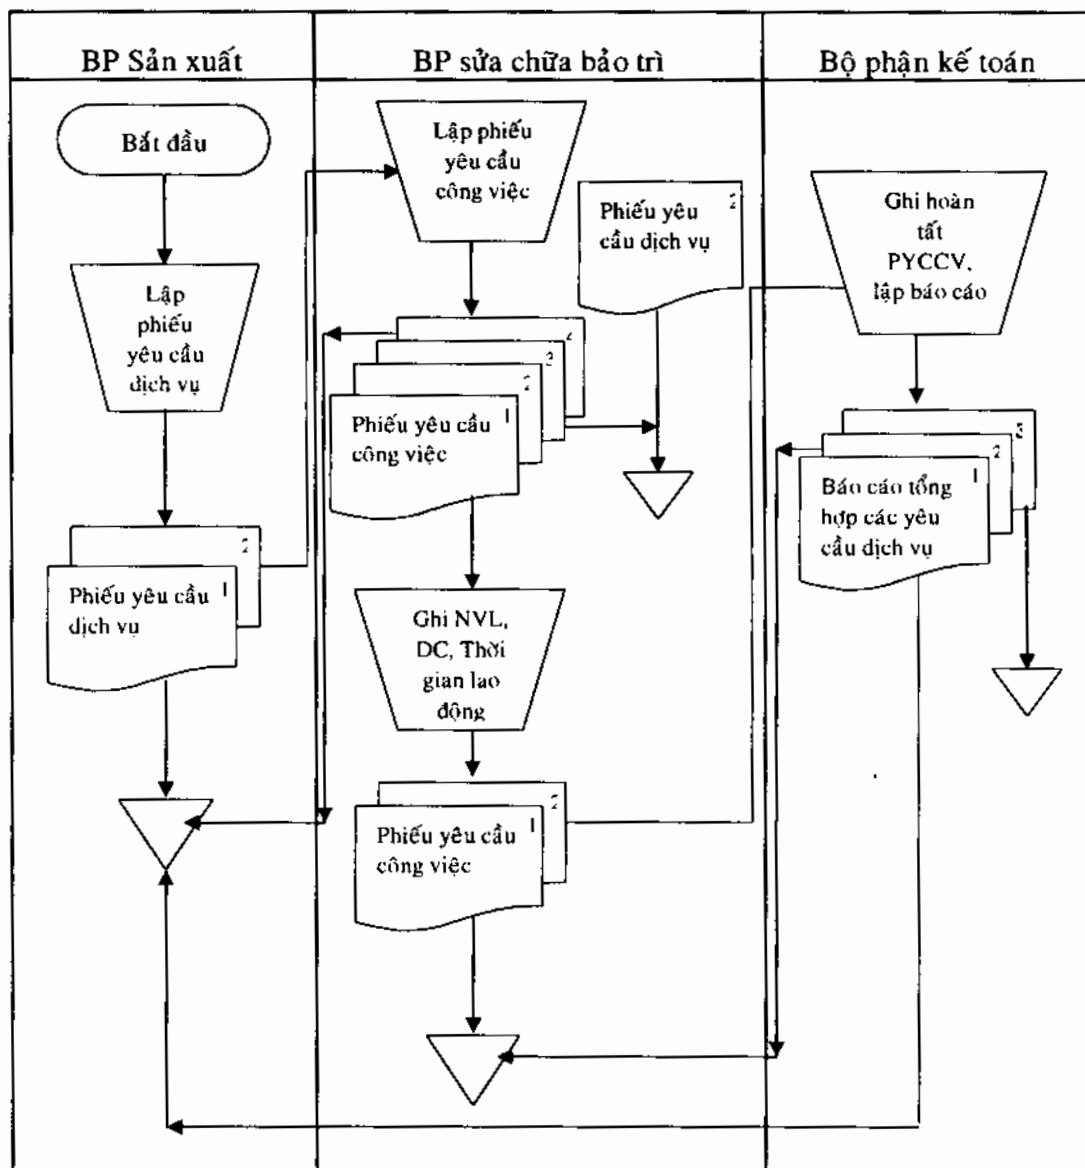 BP Sản xuất
BP sửa chữa bảo trì
Bộ phận kế toán
Bắt đầu
Lập
phiếu
yêu cầu
dịch vụ
2
Phiếu yêu cầu 1
dịch vụ
Lập phiếu
yêu cầu
công việc
Phiếu yêu 2
cầu dịch vụ
4
3
2
Phiếu yêu cầu 1
công việc
Ghi NVL,
DC, Thời
gian lao
động
2
Phiếu yêu cầu 1
công việc
Ghi hoàn
tất
PYCCV,
lập báo cáo
3
2
Báo cáo tổng 1
hợp các yêu
cầu dịch vụ